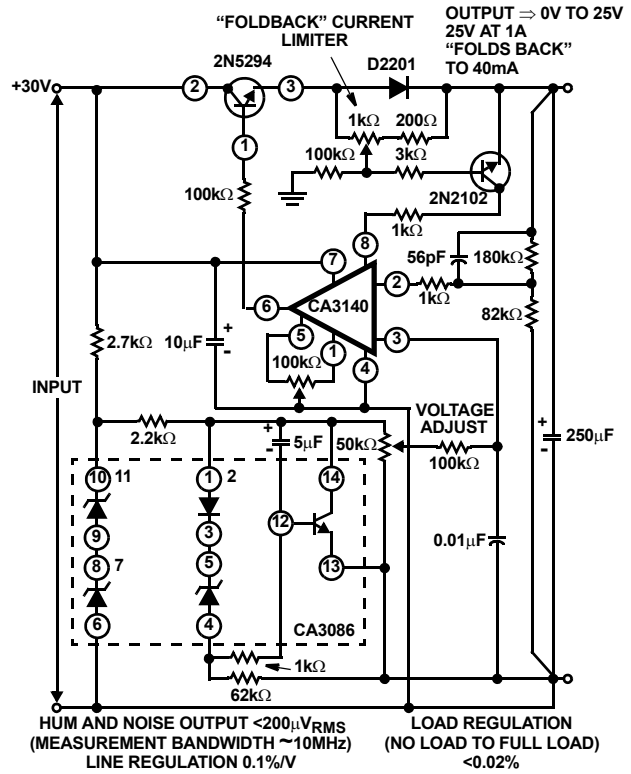 “FOLDBACK” CURRENT
LIMITER
OUTPUT ⇒ 0V TO 25V
25V AT 1A
“FOLDS BACK”
TO 40mA
2N5294
D2201
+30V
2
3
1
1kΩ
200Ω
100kΩ
3kΩ
2N2102
100kΩ
1kΩ
8
7
56pF
180kΩ
2
1kΩ
6
CA3140
82kΩ
5
3
1
4
100kΩ
2.7kΩ
10μF
+
-
INPUT
VOLTAGE
ADJUST
2.2kΩ
+
-
5μF
50kΩ
100kΩ
+
-
250μF
10
11
1
2
14
12
9
3
0.01μF
8
7
5
13
6
4
CA3086
1kΩ
62kΩ
HUM AND NOISE OUTPUT <200μVRMS
(MEASUREMENT BANDWIDTH ~10MHz)
LINE REGULATION 0.1%/V
LOAD REGULATION
(NO LOAD TO FULL LOAD)
<0.02%